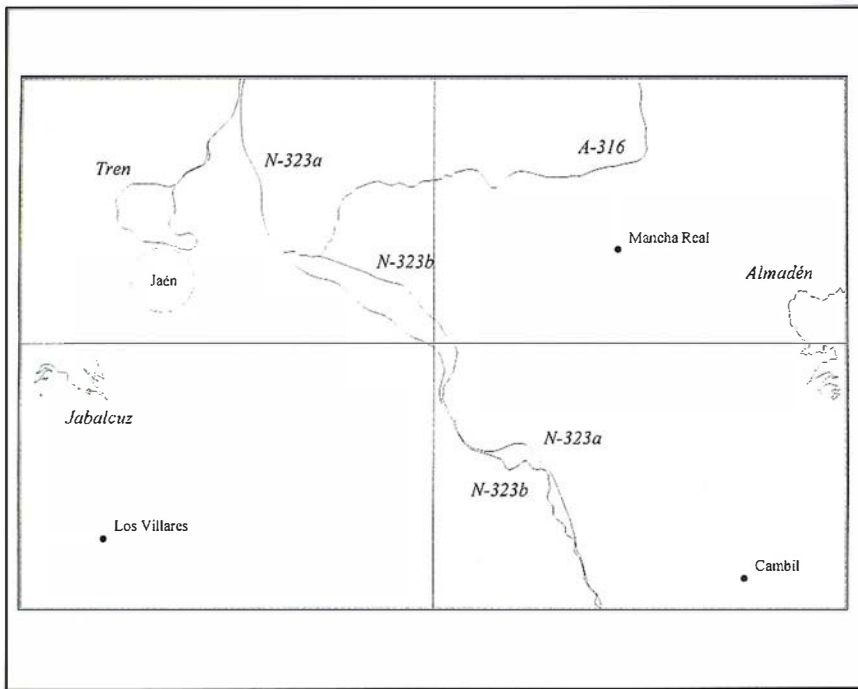 A-316
N-323a
Tren
Mancha Real
N-323b
Almadén
Jaén
Jabalcuz
N-323a
N-323b
Los Villares
Cambil